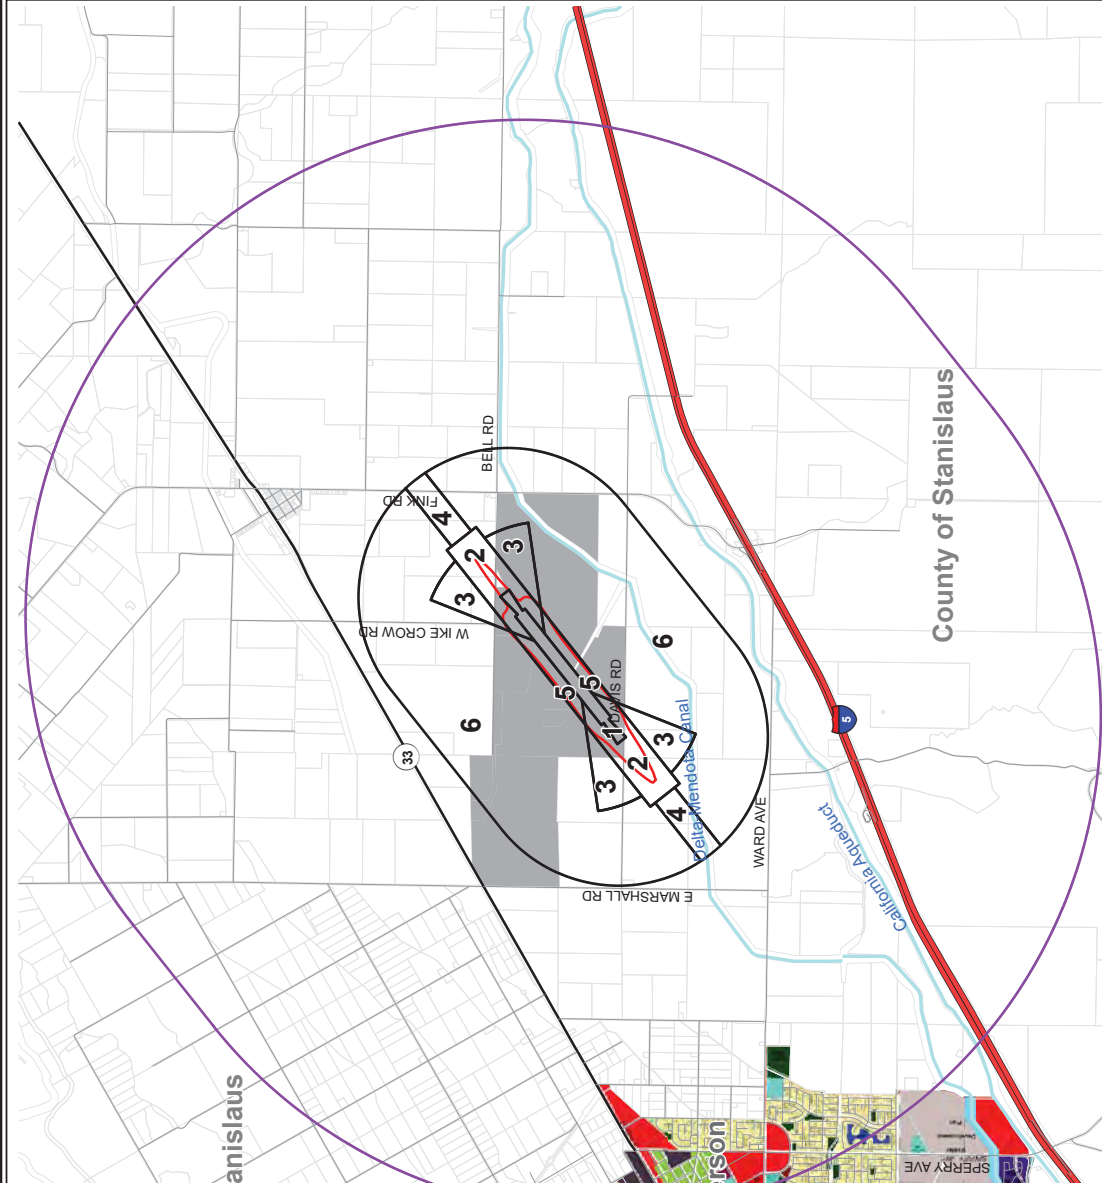 BELL RD
FINK RD
4
2
3
3
W IKE CROW RD
6
6
5
5
DAVIS RD
1
2
3
3
4
33
5
Delta-Mendota Canal
WARD AVE
E MARSHALL RD
California Aqueduct
County of Stanislaus
anislaus
rson
SPERRY AVE